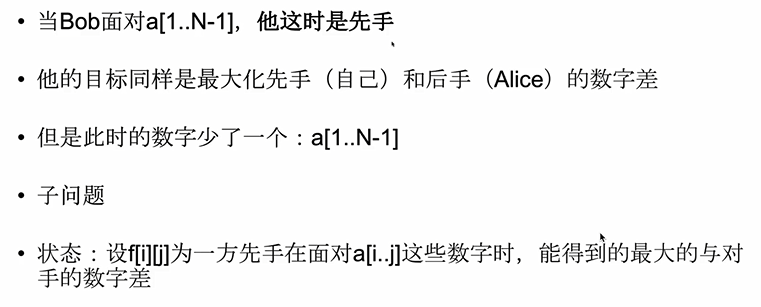 • 当Bob面对a[1..N-1]，他这时是先手
• 他的目标同样是最大化先手（自己）和后手（Alice）的数字差
• 但是此时的数字少了一个：a[1..N-1]
• 子问题
• 状态：设f[i][j]为一方先手在面对a[i..j]这些数字时，能得到的最大的与对
手的数字差